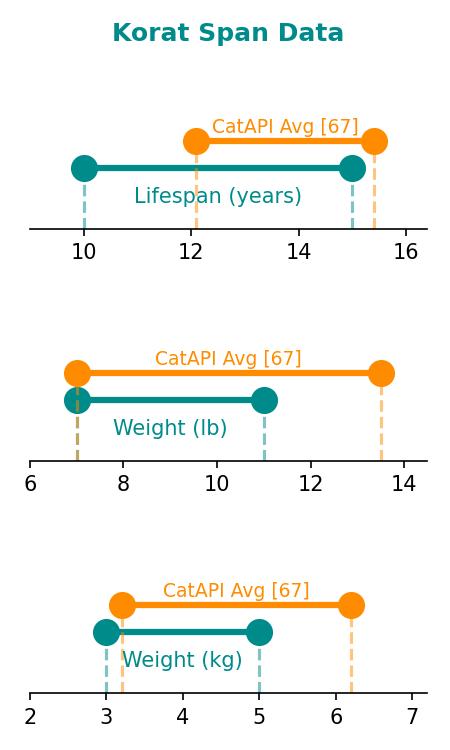 Korat Span Data
CatAPI Avg [67]
Lifespan (years)
10 12 14 16
CatAPI Avg [67]
Weight (lb)
6 8 10 12 14
CatAPI Avg [67]
Weight (kg)
2 3 4 5 6 7